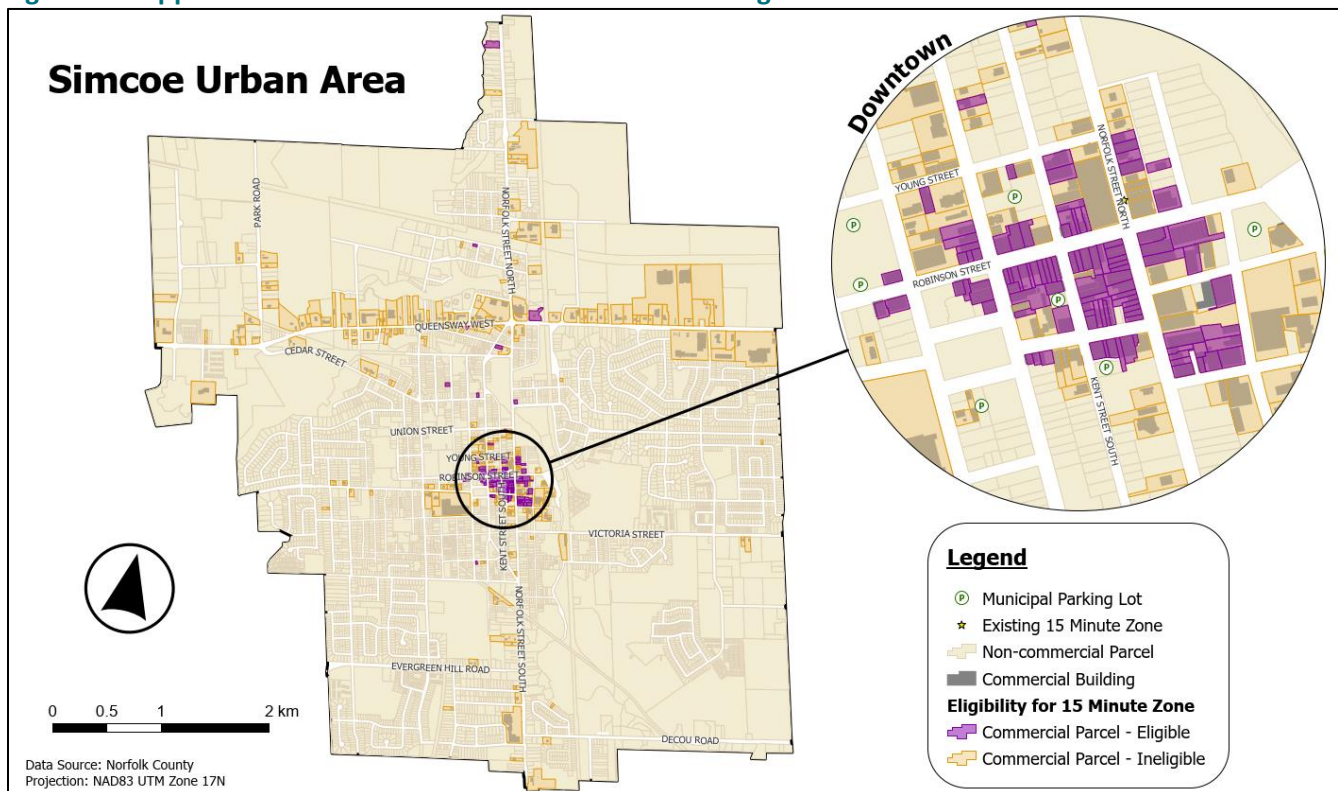 Simcoe Urban Area
Downtown
NORFOLK STREET NORTH
YOUNG STREET
ROBINSON STREET
KENT STREET SOUTH
P
P
P
P
P
P
P
PARK ROAD
NORFOLK STREET NORTH
QUEENSWAY WEST
CEDAR STREET
UNION STREET
YOUNG STREET
ROBINSON STREET
KENT STREET SOUTH
VICTORIA STREET
NORFOLK STREET SOUTH
EVERGREEN HILL ROAD
DECOU ROAD
0 0.5 1 2 km
Data Source: Norfolk County
Projection: NAD83 UTM Zone 17N
Legend
P Municipal Parking Lot
Existing 15 Minute Zone
Non-commercial Parcel
Commercial Building
Eligibility for 15 Minute Zone
Commercial Parcel - Eligible
Commercial Parcel - Ineligible